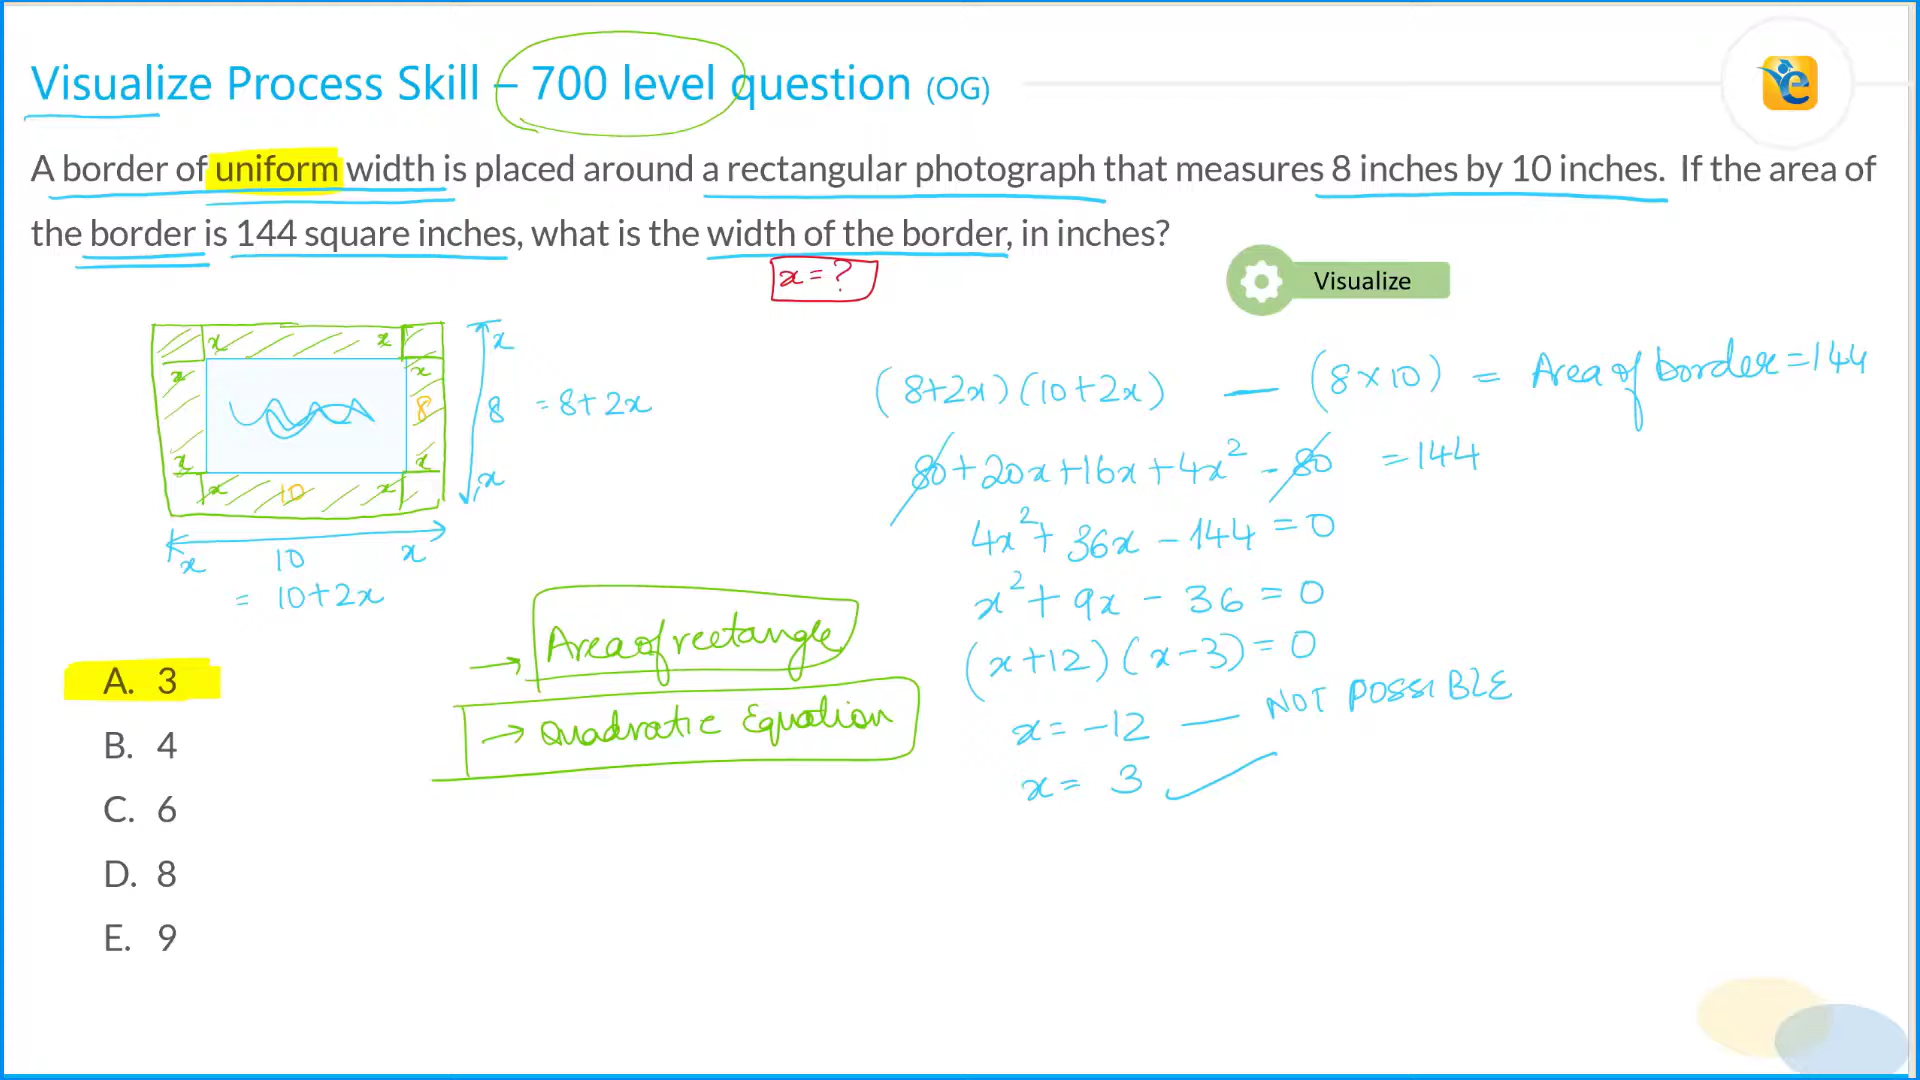 Visualize Process Skill – 700 level question (OG)
A border of uniform width is placed around a rectangular photograph that measures 8 inches by 10 inches. If the area of
the border is 144 square inches, what is the width of the border, in inches?
x = ?
Visualize
x x
x x
8
x x
x 10 x
x
8 = 8+2x
x
x 10 x
= 10+2x
(8+2x)(10+2x) — (8×10) = Area of border = 144
80+20x+16x+4x² - 80 = 144
4x²+ 36x - 144 = 0
x²+ 9x - 36 = 0
(x+12)(x-3) = 0
x = -12 — NOT POSSIBLE
x = 3 ✓
→ Area of rectangle
→ Quadratic Equation
A. 3
B. 4
C. 6
D. 8
E. 9
e